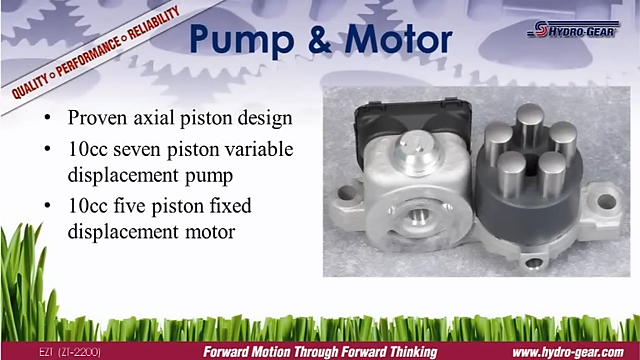 QUALITY • PERFORMANCE • RELIABILITY
Pump & Motor
HYDRO-GEAR
• Proven axial piston design
• 10cc seven piston variable
displacement pump
• 10cc five piston fixed
displacement motor
EZT (ZT-2200)
Forward Motion Through Forward Thinking
www.hydro-gear.com